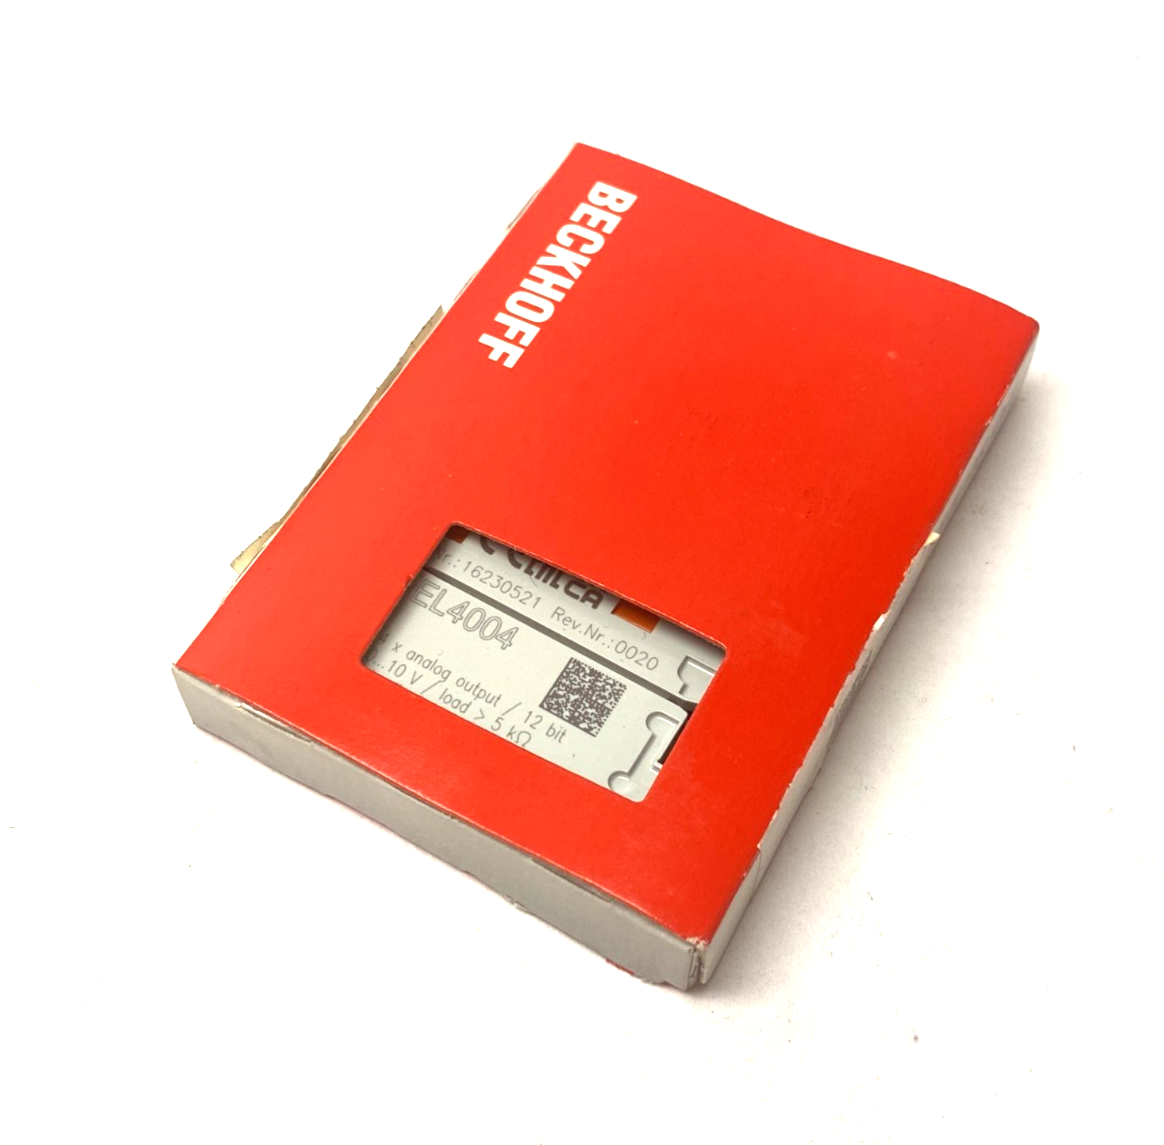 BECKHOFF
r.:16230521 Rev.Nr.:0020
EL4004
x analog output / 12 bit
...10 V / load > 5 kΩ